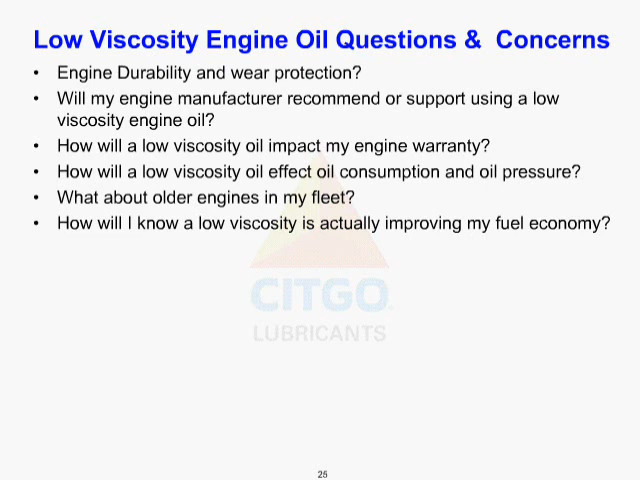 Low Viscosity Engine Oil Questions &  Concerns
• Engine Durability and wear protection?
• Will my engine manufacturer recommend or support using a low
viscosity engine oil?
• How will a low viscosity oil impact my engine warranty?
• How will a low viscosity oil effect oil consumption and oil pressure?
• What about older engines in my fleet?
• How will I know a low viscosity is actually improving my fuel economy?
CITGO
LUBRICANTS
25